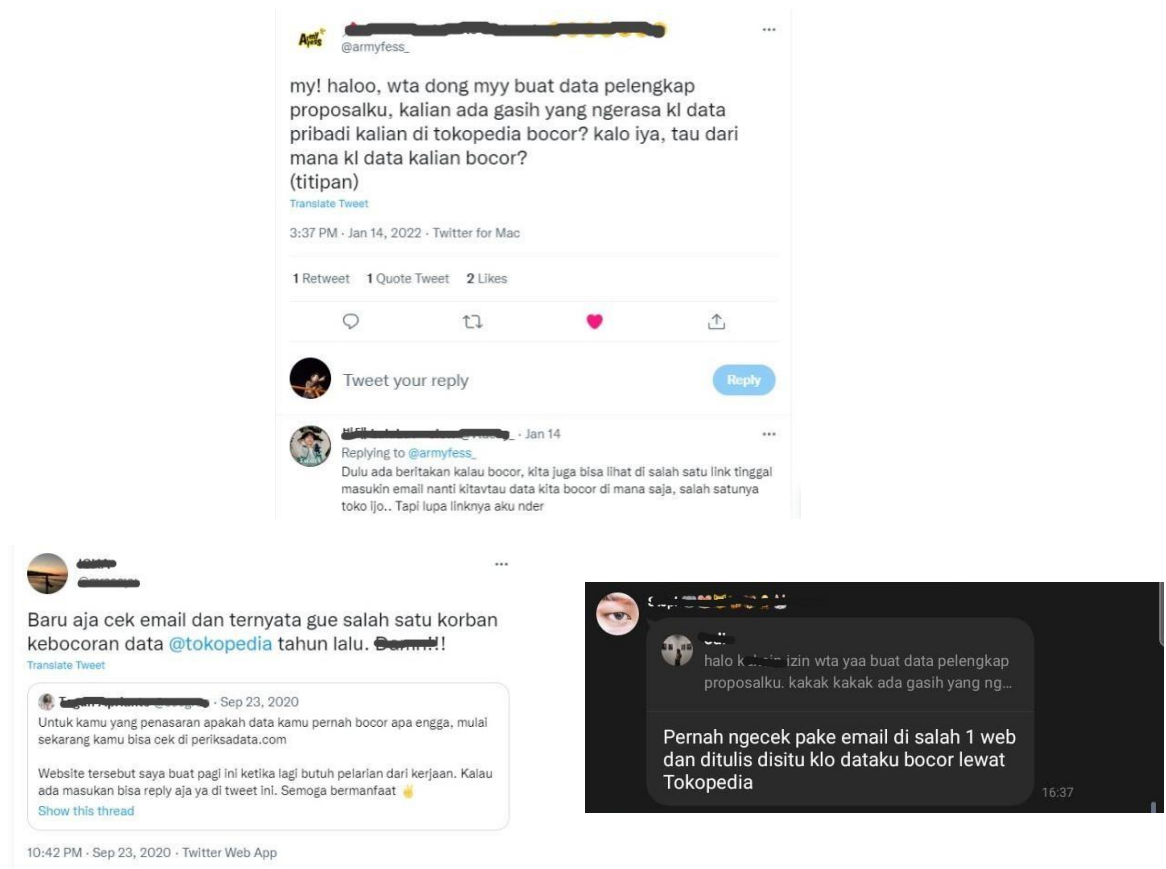 @armyfess_
my! haloo, wta dong myy buat data pelengkap
proposalku, kalian ada gasih yang ngerasa kl data
pribadi kalian di tokopedia bocor? kalo iya, tau dari
mana kl data kalian bocor?
(titipan)
Translate Tweet
3:37 PM · Jan 14, 2022 · Twitter for Mac
1 Retweet 1 Quote Tweet 2 Likes
Tweet your reply
Reply
· Jan 14
Replying to @armyfess_
Dulu ada beritakan kalau bocor, kita juga bisa lihat di salah satu link tinggal
masukin email nanti kitavtau data kita bocor di mana saja, salah satunya
toko ijo.. Tapi lupa linknya aku nder
Baru aja cek email dan ternyata gue salah satu korban
kebocoran data @tokopedia tahun lalu. !
Translate Tweet
· Sep 23, 2020
Untuk kamu yang penasaran apakah data kamu pernah bocor apa engga, mulai
sekarang kamu bisa cek di periksadata.com
Website tersebut saya buat pagi ini ketika lagi butuh pelarian dari kerjaan. Kalau
ada masukan bisa reply aja ya di tweet ini. Semoga bermanfaat ✌
Show this thread
10:42 PM · Sep 23, 2020 · Twitter Web App
halo izin wta yaa buat data pelengkap
proposalku. kakak kakak ada gasih yang ng...
Pernah ngecek pake email di salah 1 web
dan ditulis disitu klo dataku bocor lewat
Tokopedia
16:37